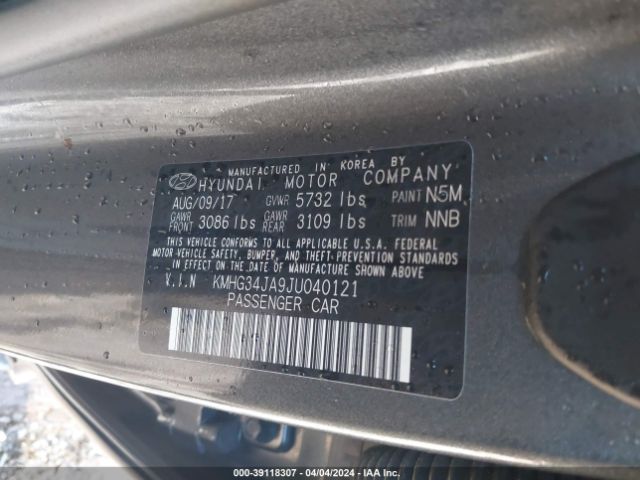 MANUFACTURED IN KOREA BY
HYUNDAI MOTOR COMPANY
AUG/09/17 GVWR 5732 lbs PAINT N5M
GAWR FRONT 3086 lbs GAWR REAR 3109 lbs TRIM NNB
THIS VEHICLE CONFORMS TO ALL APPLICABLE U.S.A. FEDERAL
MOTOR VEHICLE SAFETY, BUMPER, AND THEFT PREVENTION
STANDARDS IN EFFECT ON THE DATE OF MANUFACTURE SHOWN ABOVE.
V.I.N KMHG34JA9JU040121
PASSENGER CAR
000-39118307 - 04/04/2024 - IAA Inc.